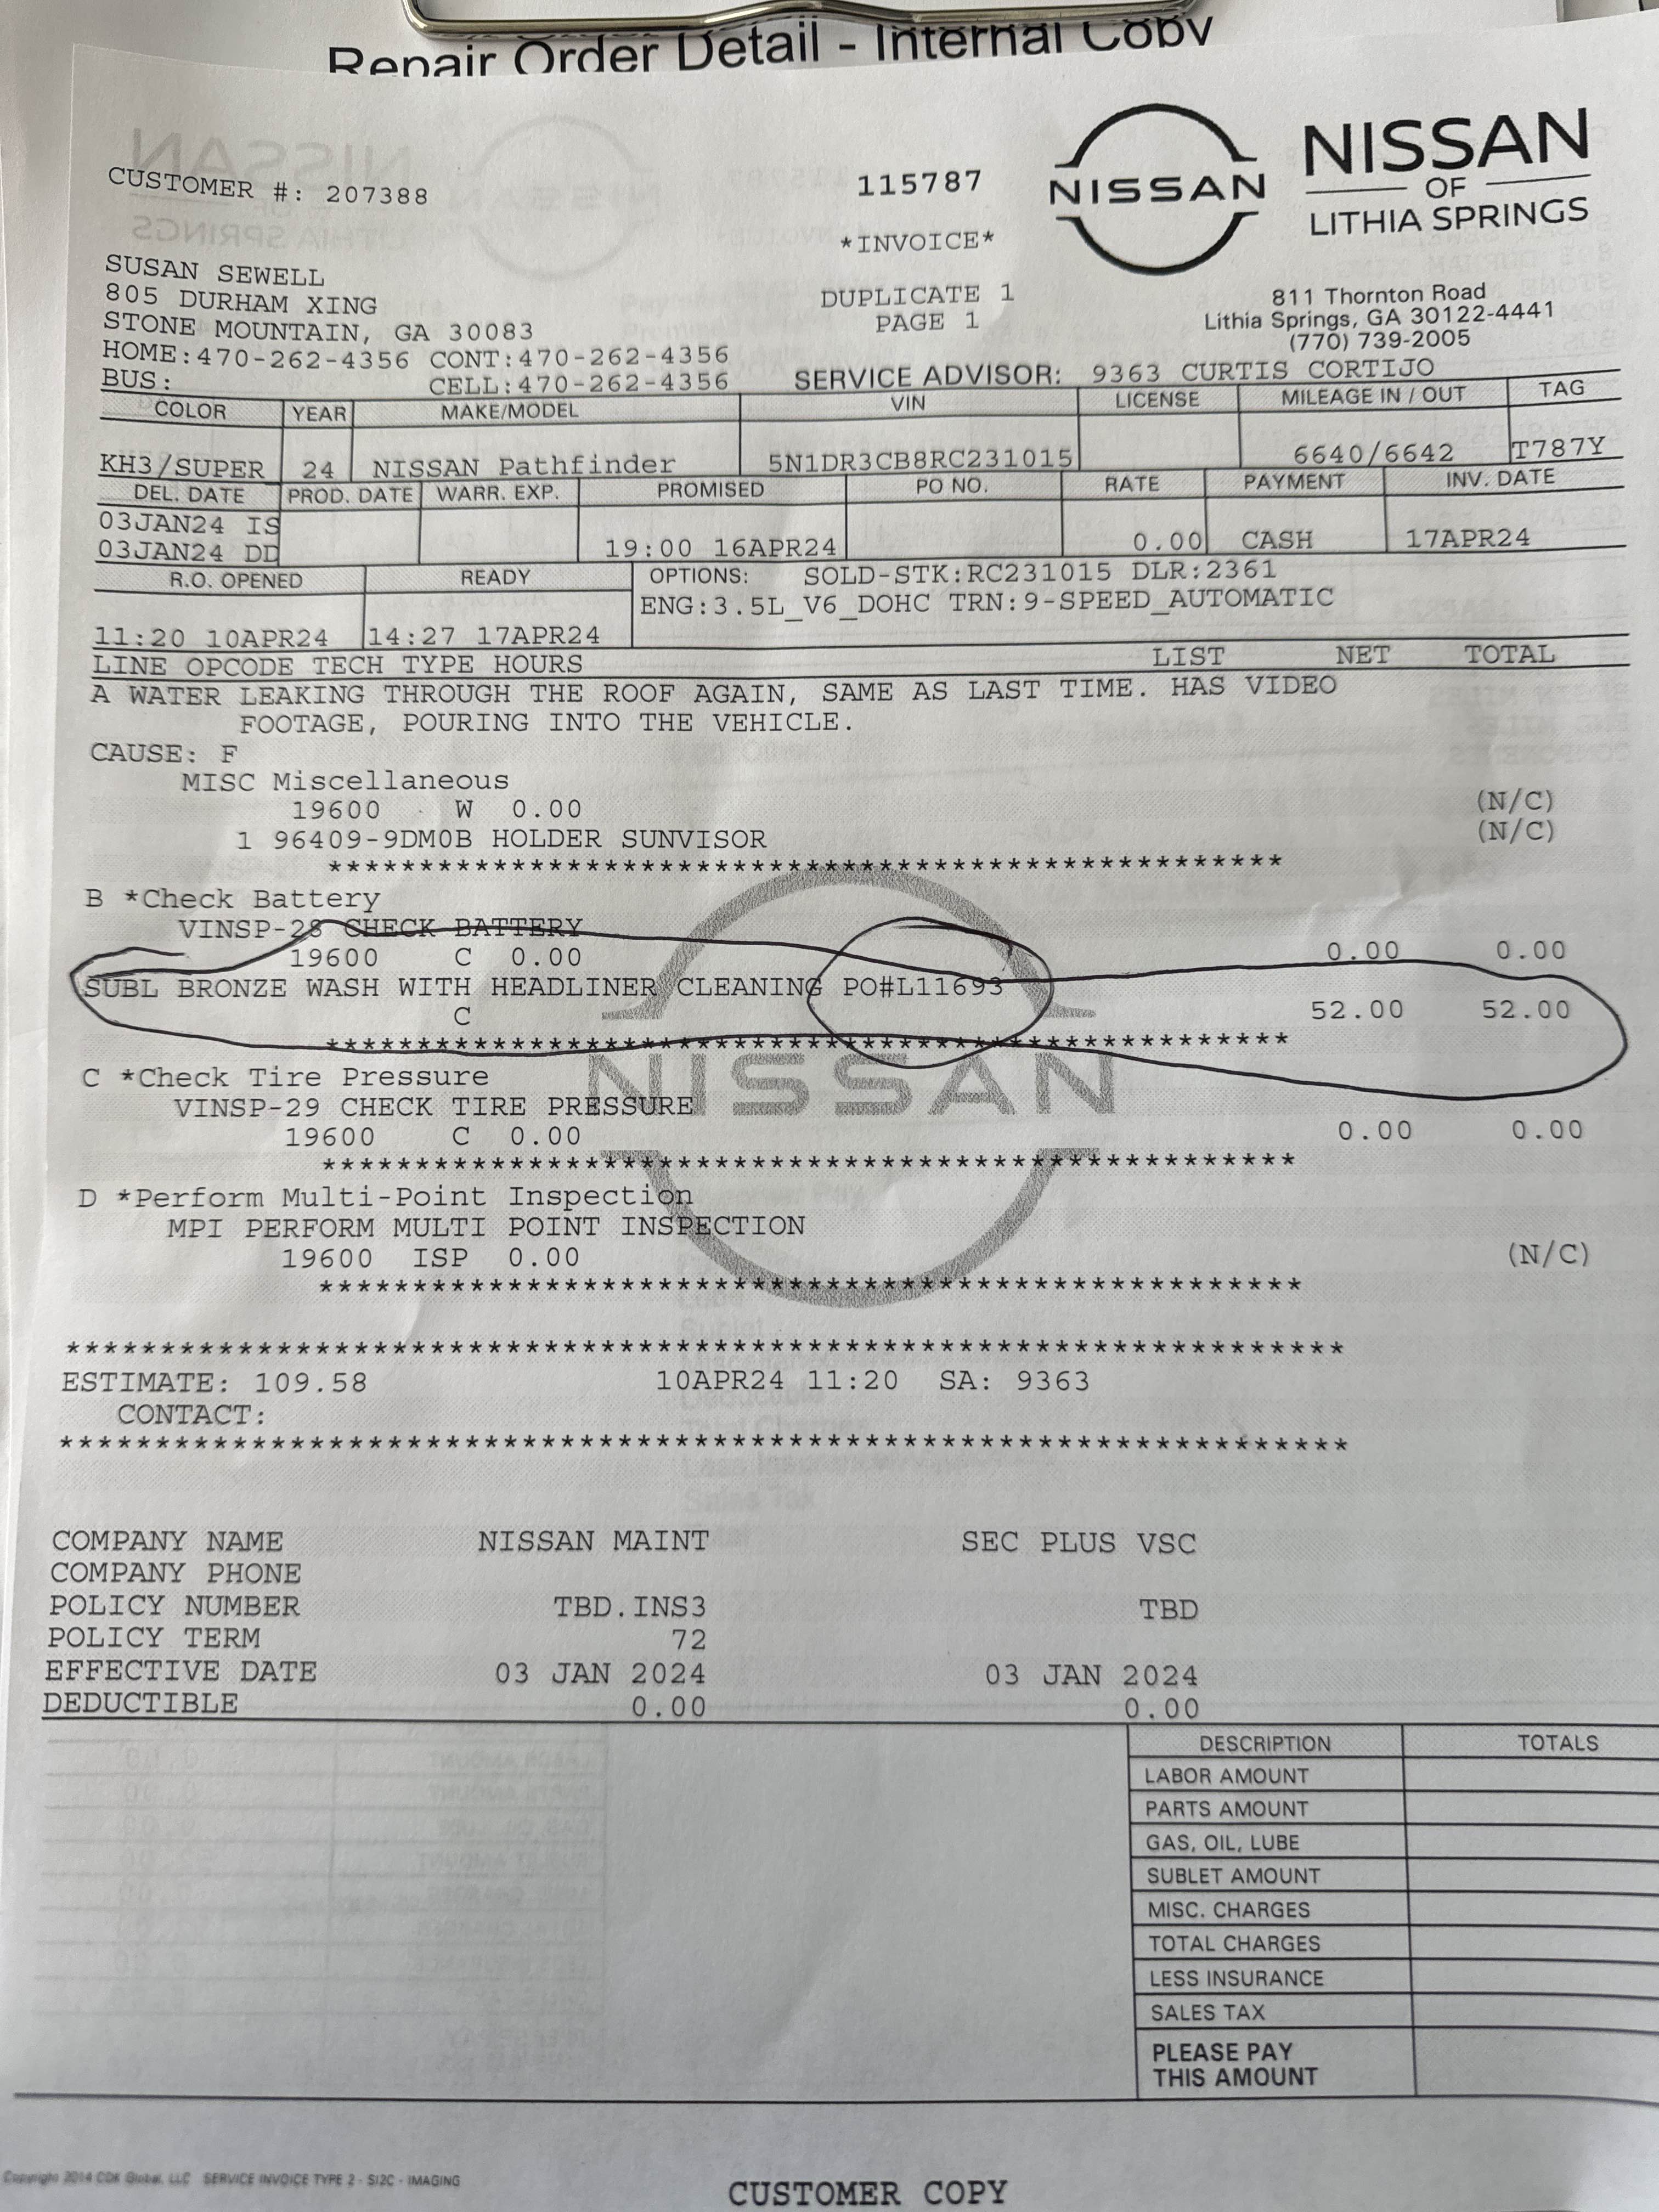 Repair Order Detail - Internal Copy
CUSTOMER #: 207388
115787
NISSAN
NISSAN
OF
LITHIA SPRINGS
*INVOICE*
SUSAN SEWELL
805 DURHAM XING
STONE MOUNTAIN, GA 30083
HOME:470-262-4356 CONT:470-262-4356
BUS: CELL:470-262-4356
DUPLICATE 1
PAGE 1
811 Thornton Road
Lithia Springs, GA 30122-4441
(770) 739-2005
SERVICE ADVISOR: 9363 CURTIS CORTIJO
COLOR YEAR MAKE/MODEL VIN LICENSE MILEAGE IN / OUT TAG
KH3/SUPER 24 NISSAN Pathfinder 5N1DR3CB8RC231015 6640/6642 T787Y
DEL. DATE PROD. DATE WARR. EXP. PROMISED PO NO. RATE PAYMENT INV. DATE
03JAN24 IS
03JAN24 DD 19:00 16APR24 0.00 CASH 17APR24
R.O. OPENED READY OPTIONS: SOLD-STK:RC231015 DLR:2361
ENG:3.5L_V6_DOHC TRN:9-SPEED_AUTOMATIC
11:20 10APR24 14:27 17APR24
LINE OPCODE TECH TYPE HOURS LIST NET TOTAL
A WATER LEAKING THROUGH THE ROOF AGAIN, SAME AS LAST TIME. HAS VIDEO
FOOTAGE, POURING INTO THE VEHICLE.
CAUSE: F
MISC Miscellaneous
19600 W 0.00 (N/C)
1 96409-9DM0B HOLDER SUNVISOR (N/C)
****************************************************
B *Check Battery
VINSP-28 CHECK BATTERY
19600 C 0.00 0.00 0.00
SUBL BRONZE WASH WITH HEADLINER CLEANING PO#L11693
C 52.00 52.00
****************************************************
C *Check Tire Pressure
VINSP-29 CHECK TIRE PRESSURE
19600 C 0.00 0.00 0.00
****************************************************
NISSAN
D *Perform Multi-Point Inspection
MPI PERFORM MULTI POINT INSPECTION
19600 ISP 0.00 (N/C)
****************************************************
********************************************************************
ESTIMATE: 109.58 10APR24 11:20 SA: 9363
CONTACT:
********************************************************************
COMPANY NAME NISSAN MAINT SEC PLUS VSC
COMPANY PHONE
POLICY NUMBER TBD.INS3 TBD
POLICY TERM 72
EFFECTIVE DATE 03 JAN 2024 03 JAN 2024
DEDUCTIBLE 0.00 0.00
DESCRIPTION TOTALS
LABOR AMOUNT
PARTS AMOUNT
GAS, OIL, LUBE
SUBLET AMOUNT
MISC. CHARGES
TOTAL CHARGES
LESS INSURANCE
SALES TAX
PLEASE PAY
THIS AMOUNT
Copyright 2014 CDK Global, LLC SERVICE INVOICE TYPE 2 - SI2C - IMAGING
CUSTOMER COPY